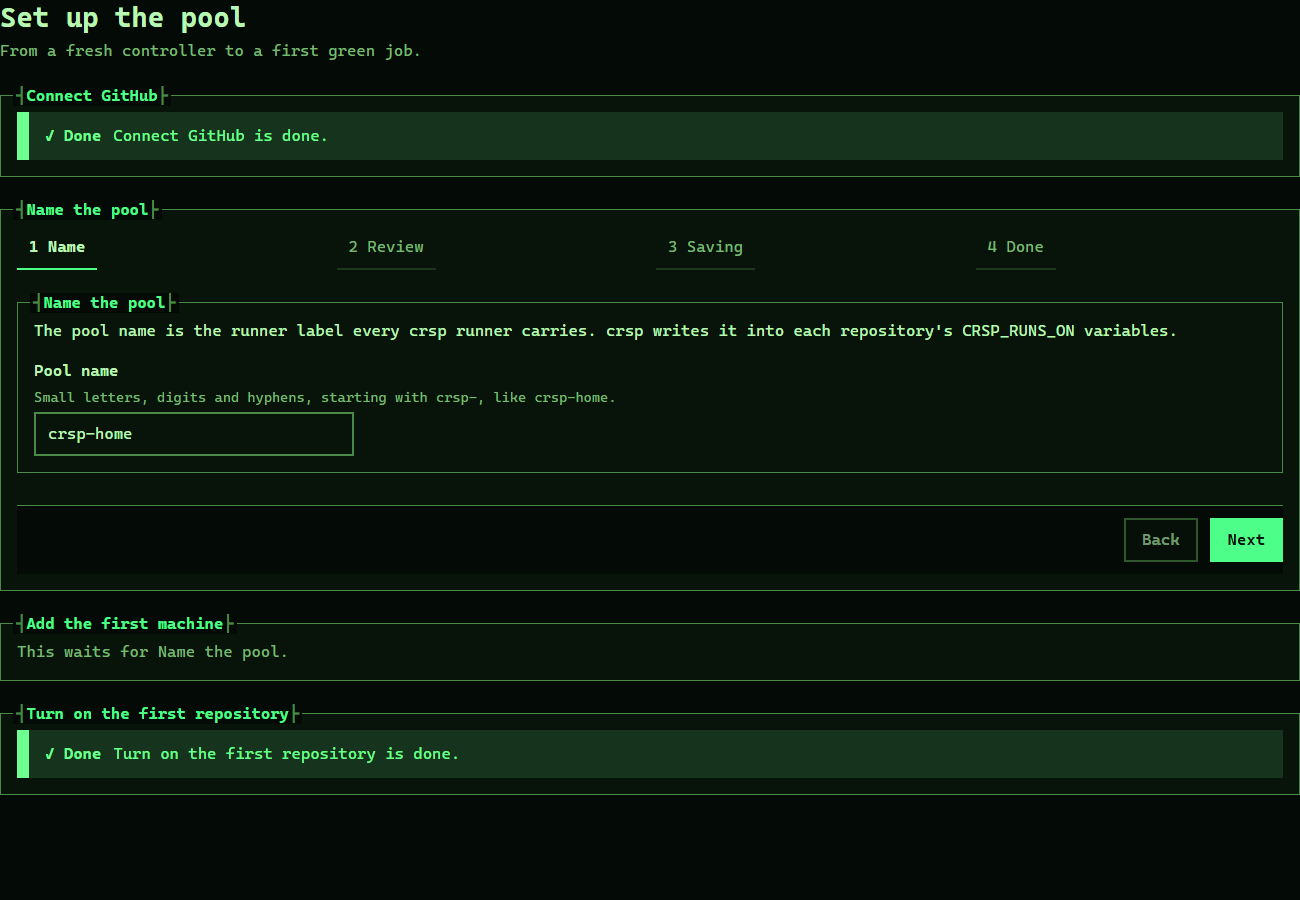 Set up the pool
From a fresh controller to a first green job.
Connect GitHub
✓ Done Connect GitHub is done.
Name the pool
1 Name
2 Review
3 Saving
4 Done
Name the pool
The pool name is the runner label every crsp runner carries. crsp writes it into each repository's CRSP_RUNS_ON variables.
Pool name
Small letters, digits and hyphens, starting with crsp-, like crsp-home.
crsp-home
Back
Next
Add the first machine
This waits for Name the pool.
Turn on the first repository
✓ Done Turn on the first repository is done.